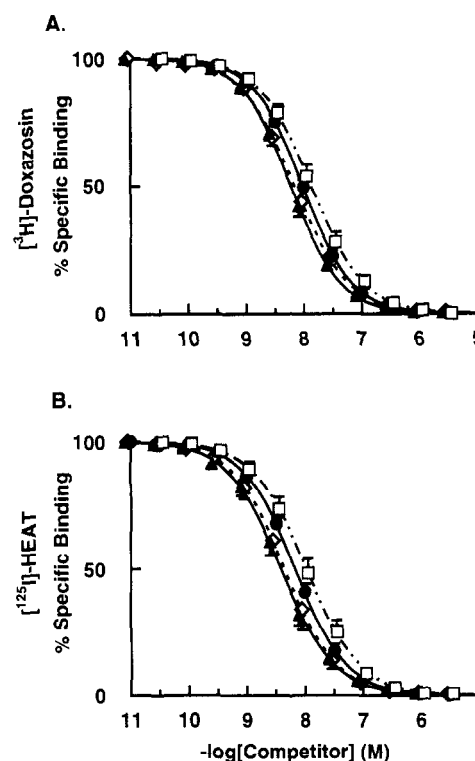 A.
[³H]-Doxazosin
% Specific Binding
100
50
0
11 10 9 8 7 6 5
B.
[¹²⁵I]-HEAT
% Specific Binding
100
50
0
11 10 9 8 7 6
-log[Competitor] (M)